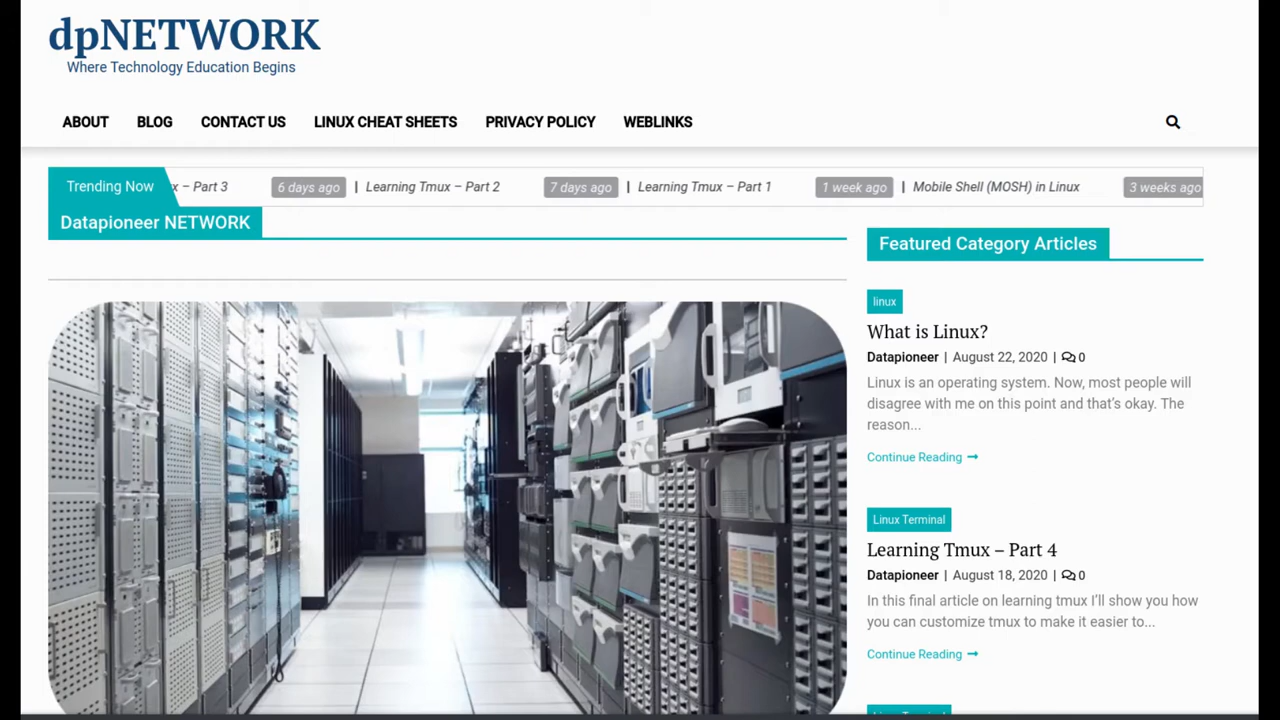 dpNETWORK
Where Technology Education Begins
ABOUT BLOG CONTACT US LINUX CHEAT SHEETS PRIVACY POLICY WEBLINKS
Trending Now x – Part 3 6 days ago | Learning Tmux – Part 2 7 days ago | Learning Tmux – Part 1 1 week ago | Mobile Shell (MOSH) in Linux 3 weeks ago
Datapioneer NETWORK
Featured Category Articles
linux
What is Linux?
Datapioneer | August 22, 2020 | 0
Linux is an operating system. Now, most people will
disagree with me on this point and that's okay. The
reason...
Continue Reading
Linux Terminal
Learning Tmux – Part 4
Datapioneer | August 18, 2020 | 0
In this final article on learning tmux I'll show you how
you can customize tmux to make it easier to...
Continue Reading